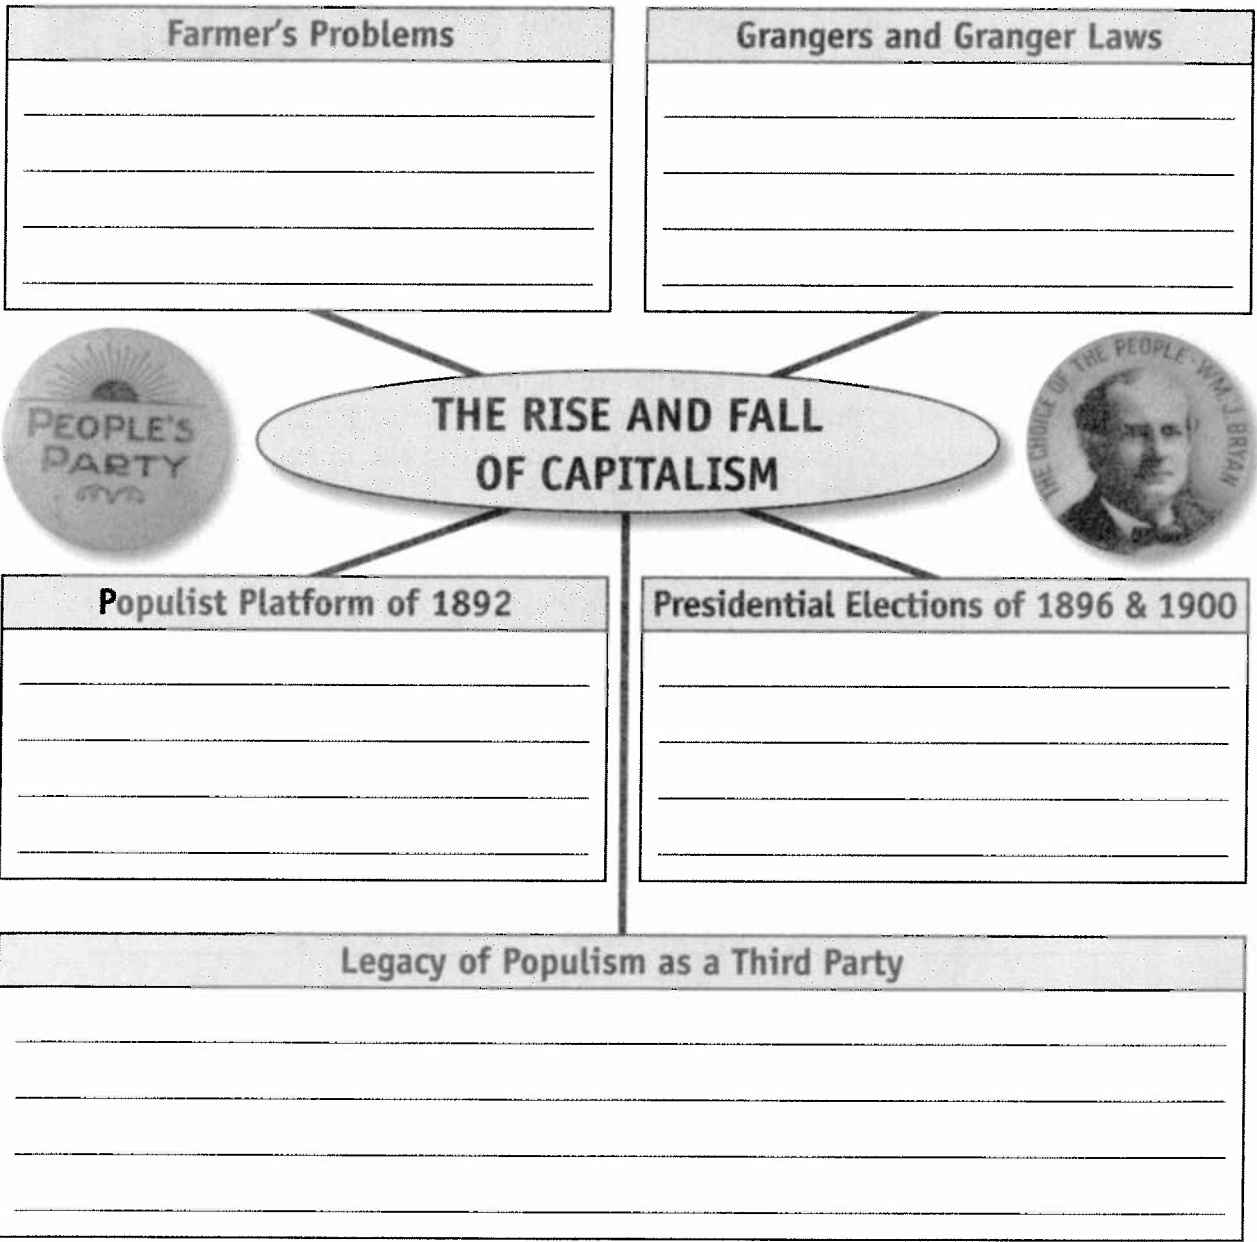 Farmer's Problems
Grangers and Granger Laws
PEOPLE'S
PARTY
THE RISE AND FALL
OF CAPITALISM
THE CHOICE OF THE PEOPLE - WM. J. BRYAN
Populist Platform of 1892
Presidential Elections of 1896 & 1900
Legacy of Populism as a Third Party